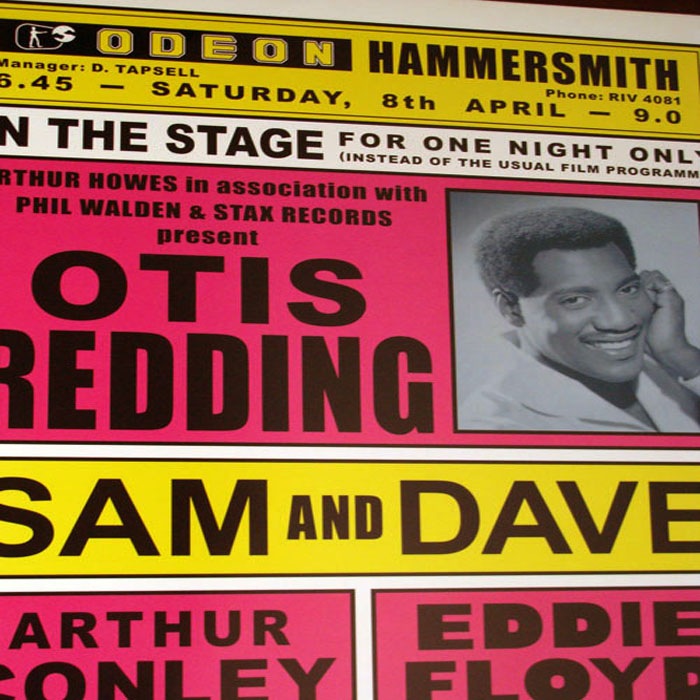 ODEON HAMMERSMITH
Manager: D. TAPSELL
Phone: RIV 4081
6.45 — SATURDAY, 8th APRIL — 9.0
N THE STAGE FOR ONE NIGHT ONLY
(INSTEAD OF THE USUAL FILM PROGRAMM
RTHUR HOWES in association with
PHIL WALDEN & STAX RECORDS
present
OTIS
REDDING
SAM AND DAVE
ARTHUR
CONLEY
EDDIE
FLOYD